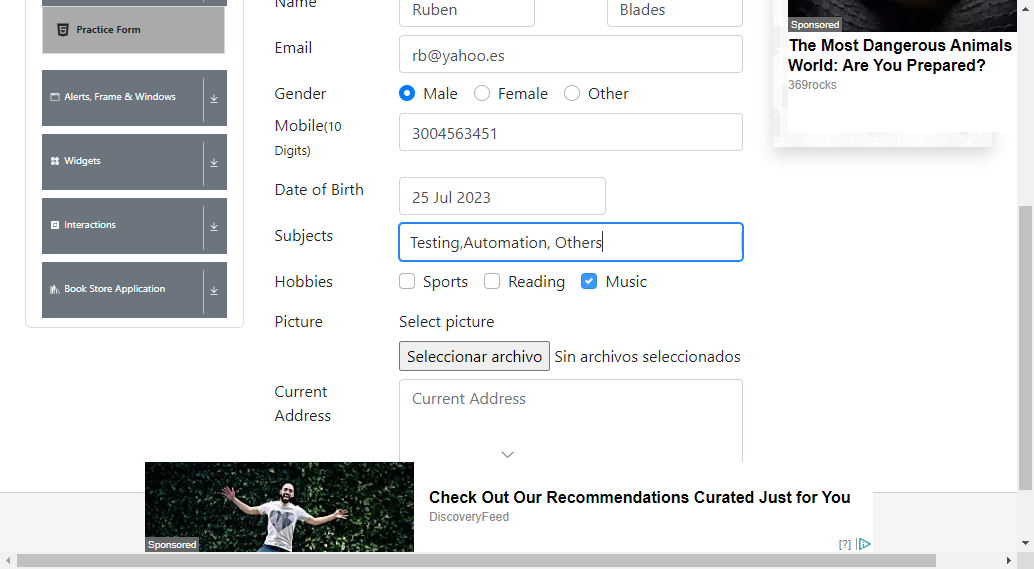 Practice Form
Alerts, Frame & Windows
Widgets
Interactions
Book Store Application
Name
Ruben
Blades
Email
rb@yahoo.es
Gender
Male
Female
Other
Mobile(10
Digits)
3004563451
Date of Birth
25 Jul 2023
Subjects
Testing,Automation, Others
Hobbies
Sports
Reading
Music
Picture
Select picture
Seleccionar archivo
Sin archivos seleccionados
Current
Address
Current Address
Sponsored
The Most Dangerous Animals
World: Are You Prepared?
369rocks
Sponsored
Check Out Our Recommendations Curated Just for You
DiscoveryFeed
[?]